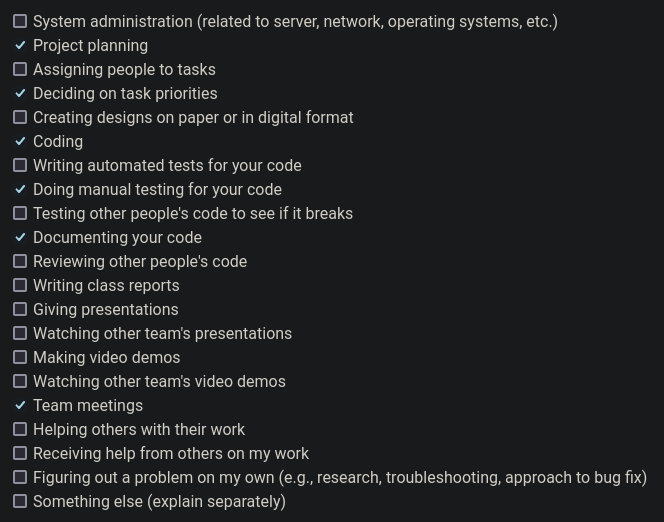 System administration (related to server, network, operating systems, etc.)
Project planning
Assigning people to tasks
Deciding on task priorities
Creating designs on paper or in digital format
Coding
Writing automated tests for your code
Doing manual testing for your code
Testing other people's code to see if it breaks
Documenting your code
Reviewing other people's code
Writing class reports
Giving presentations
Watching other team's presentations
Making video demos
Watching other team's video demos
Team meetings
Helping others with their work
Receiving help from others on my work
Figuring out a problem on my own (e.g., research, troubleshooting, approach to bug fix)
Something else (explain separately)